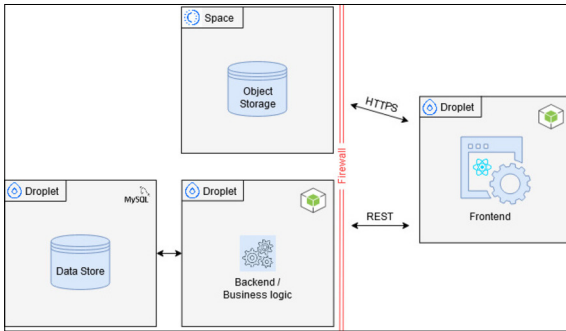 Space
Object
Storage
Firewall
HTTPS
Droplet
Frontend
Droplet
MySQL
Data Store
Droplet
Backend /
Business logic
REST